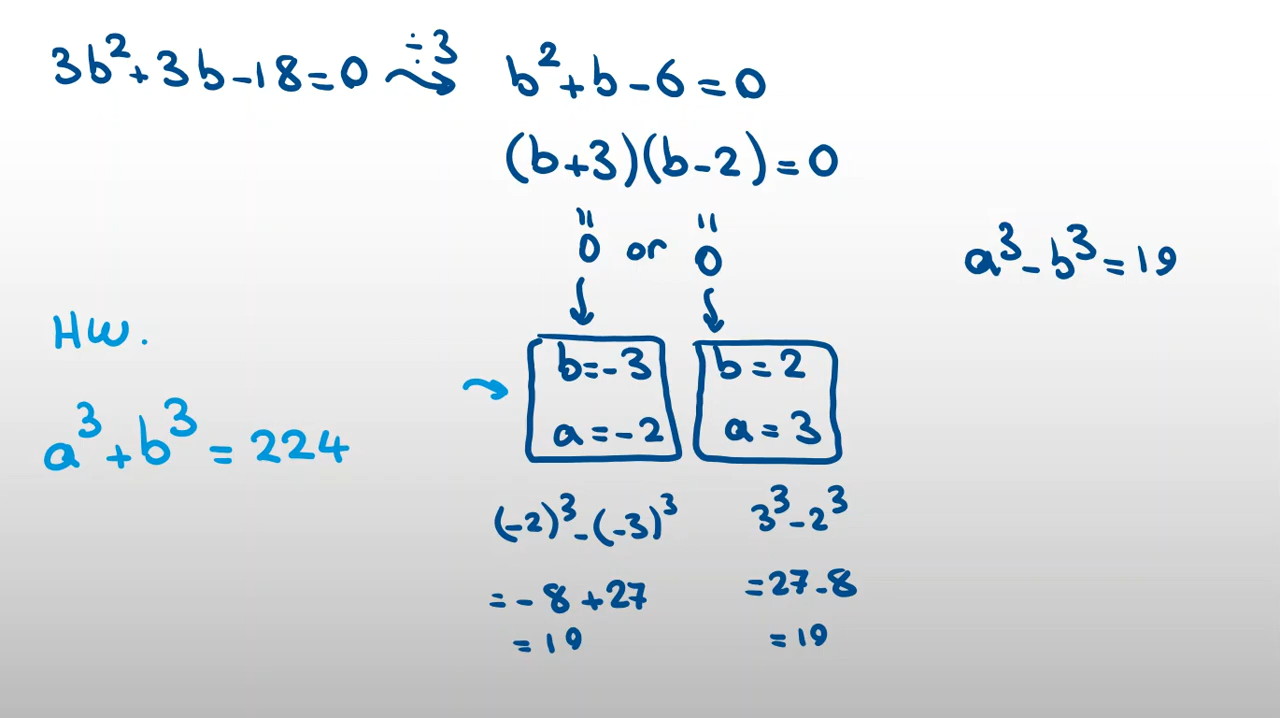 3b²+3b-18=0 ÷3 b²+b-6=0
(b+3)(b-2)=0
"0 or "0
a³-b³=19
HW.
a³+b³=224
b=-3
a=-2
b=2
a=3
(-2)³-(-3)³
=-8+27
=19
3³-2³
=27-8
=19